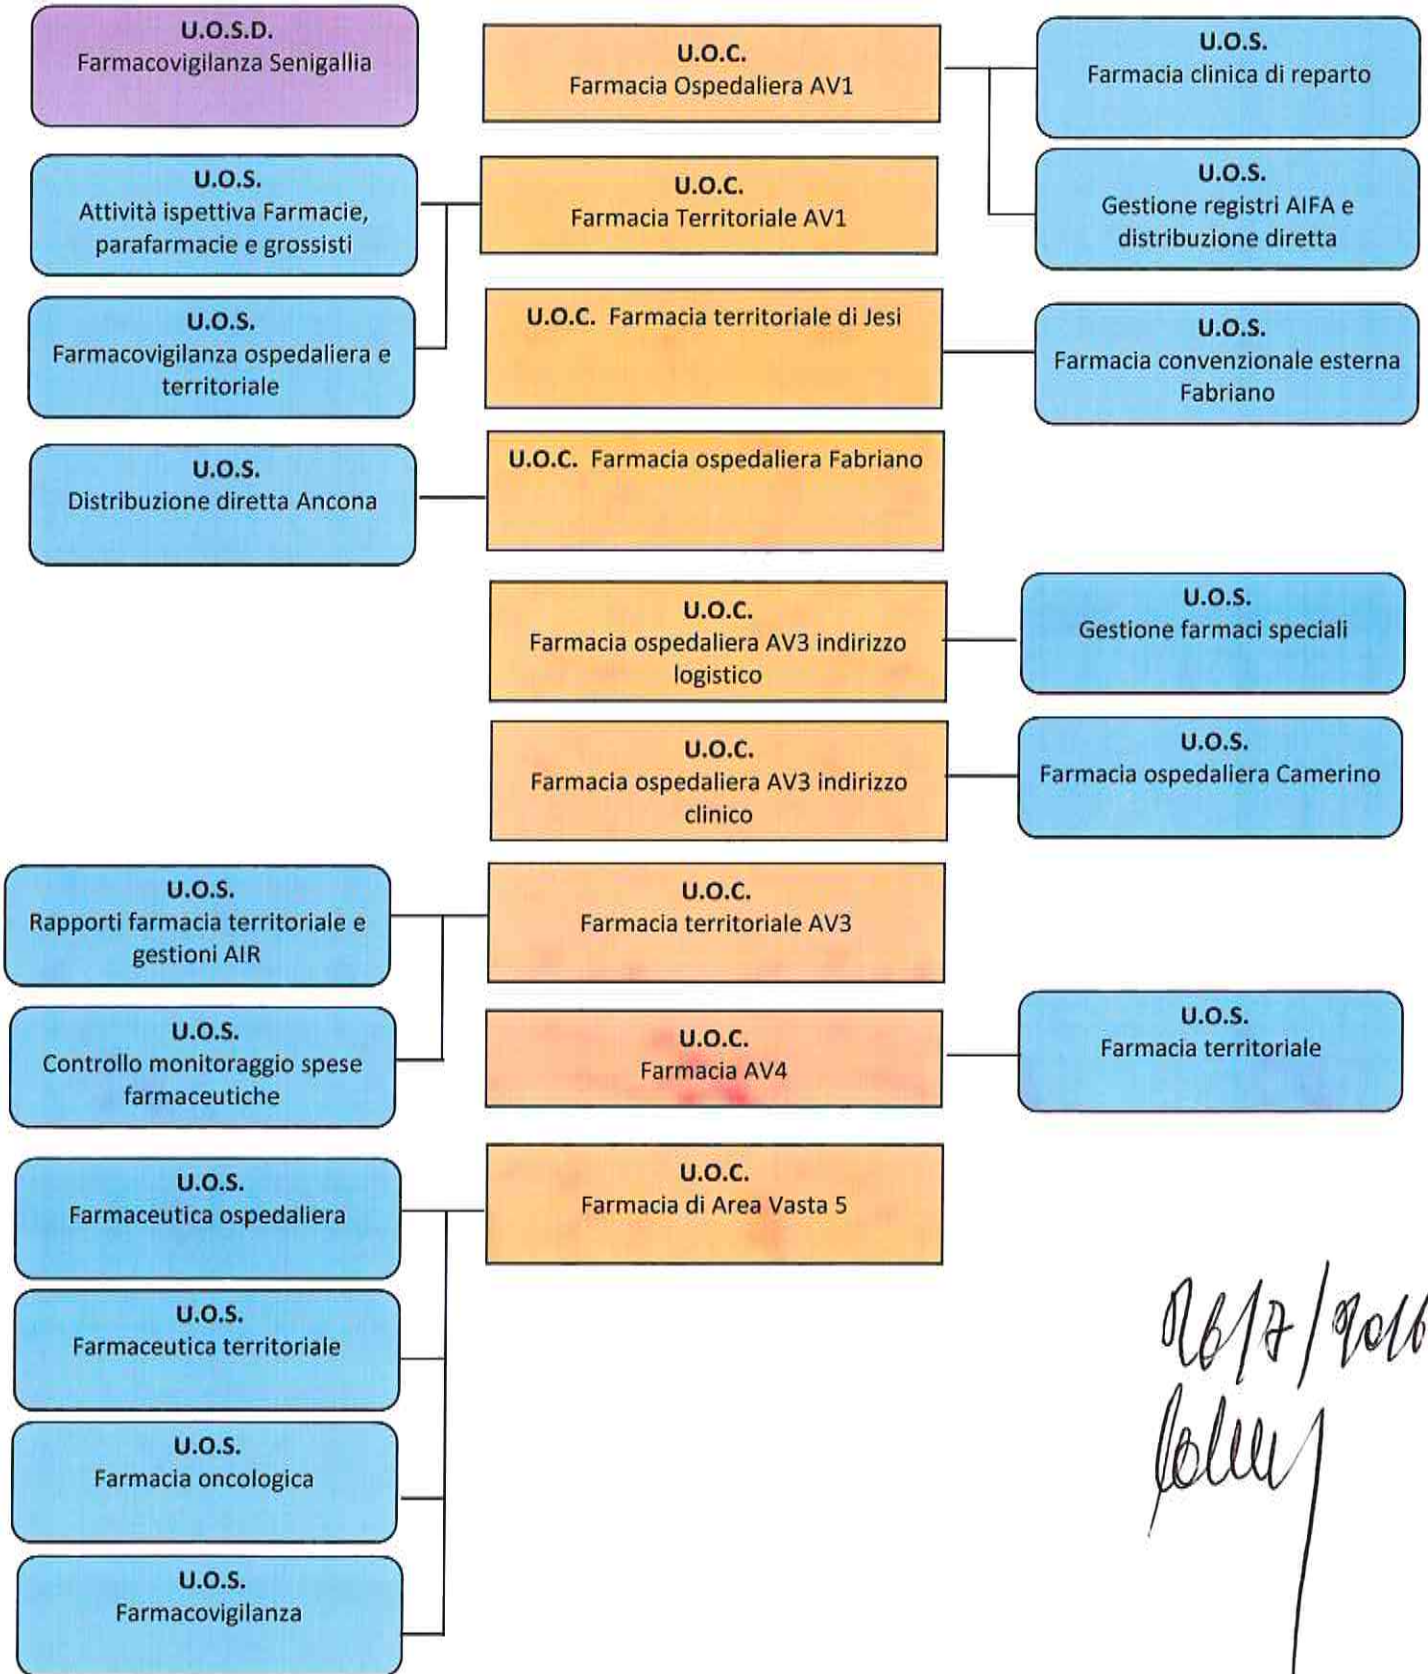 U.O.S.D.
Farmacovigilanza Senigallia
U.O.C.
Farmacia Ospedaliera AV1
U.O.S.
Farmacia clinica di reparto
U.O.S.
Attività ispettiva Farmacie,
parafarmacie e grossisti
U.O.C.
Farmacia Territoriale AV1
U.O.S.
Gestione registri AIFA e
distribuzione diretta
U.O.S.
Farmacovigilanza ospedaliera e
territoriale
U.O.C. Farmacia territoriale di Jesi
U.O.S.
Farmacia convenzionale esterna
Fabriano
U.O.S.
Distribuzione diretta Ancona
U.O.C. Farmacia ospedaliera Fabriano
U.O.C.
Farmacia ospedaliera AV3 indirizzo
logistico
U.O.S.
Gestione farmaci speciali
U.O.C.
Farmacia ospedaliera AV3 indirizzo
clinico
U.O.S.
Farmacia ospedaliera Camerino
U.O.S.
Rapporti farmacia territoriale e
gestioni AIR
U.O.C.
Farmacia territoriale AV3
U.O.S.
Controllo monitoraggio spese
farmaceutiche
U.O.C.
Farmacia AV4
U.O.S.
Farmacia territoriale
U.O.S.
Farmaceutica ospedaliera
U.O.C.
Farmacia di Area Vasta 5
U.O.S.
Farmaceutica territoriale
U.O.S.
Farmacia oncologica
U.O.S.
Farmacovigilanza